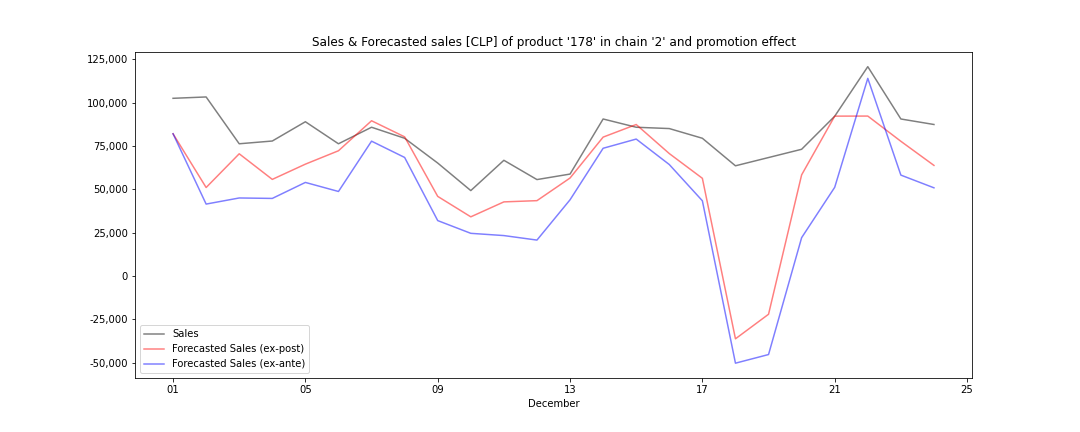 Sales & Forecasted sales [CLP] of product '178' in chain '2' and promotion effect
125,000
100,000
75,000
50,000
25,000
0
-25,000
-50,000
Sales
Forecasted Sales (ex-post)
Forecasted Sales (ex-ante)
01 05 09 13 17 21 25
December